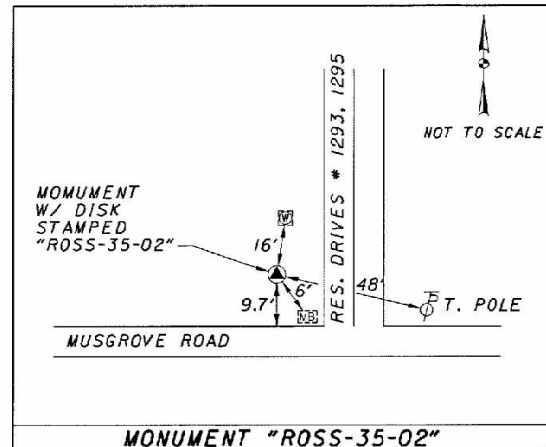 RES. DRIVES # 1293, 1295
NOT TO SCALE
MOMUMENT
W/ DISK
STAMPED
"ROSS-35-02"
W
16'
6'
9.7'
48'
MB
P
T. POLE
MUSGROVE ROAD
MONUMENT "ROSS-35-02"